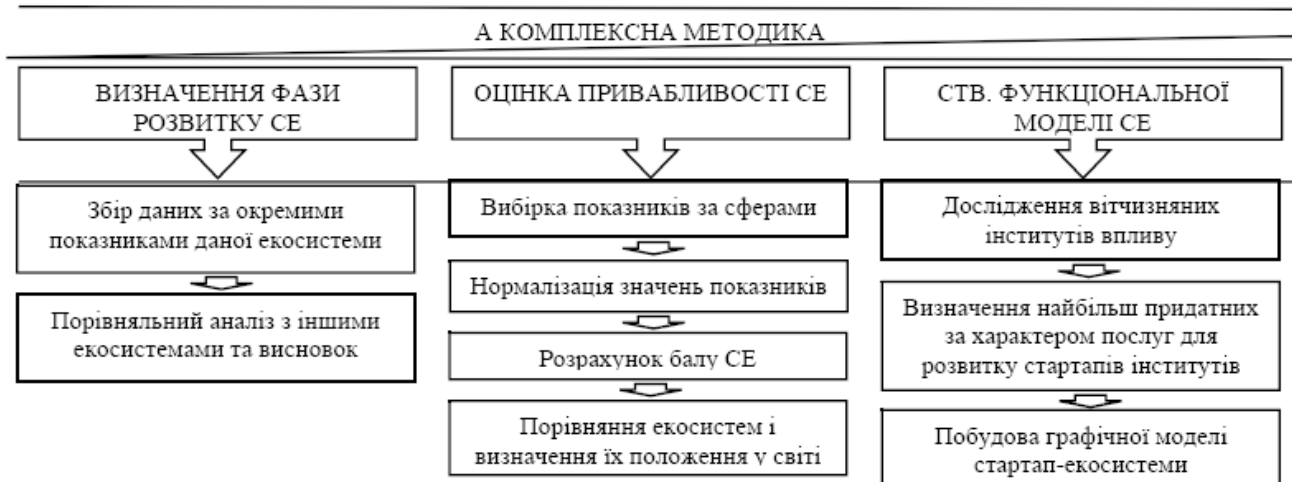 А КОМПЛЕКСНА МЕТОДИКА
ВИЗНАЧЕННЯ ФАЗИ
РОЗВИТКУ СЕ
Збір даних за окремими
показниками даної екосистеми
Порівняльний аналіз з іншими
екосистемами та висновок
ОЦІНКА ПРИВАБЛИВОСТІ СЕ
Вибірка показників за сферами
Нормалізація значень показників
Розрахунок балу СЕ
Порівняння екосистем і
визначення їх положення у світі
СТВ. ФУНКЦІОНАЛЬНОЇ
МОДЕЛІ СЕ
Дослідження вітчизняних
інститутів впливу
Визначення найбільш придатних
за характером послуг для
розвитку стартапів інститутів
Побудова графічної моделі
стартап-екосистеми